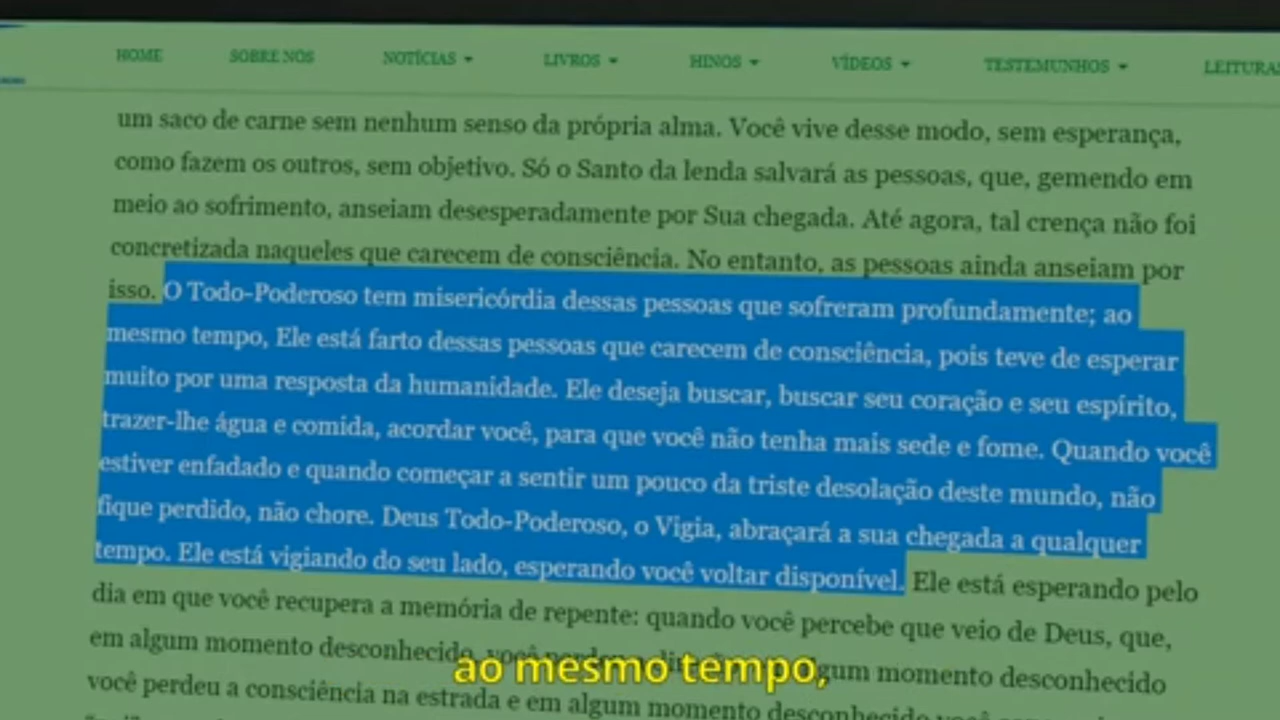 HOME SOBRE NÓS NOTÍCIAS LIVROS HINOS VÍDEOS TESTEMUNHOS LEITURAS
um saco de carne sem nenhum senso da própria alma. Você vive desse modo, sem esperança,
como fazem os outros, sem objetivo. Só o Santo da lenda salvará as pessoas, que, gemendo em
meio ao sofrimento, anseiam desesperadamente por Sua chegada. Até agora, tal crença não foi
concretizada naqueles que carecem de consciência. No entanto, as pessoas ainda anseiam por
isso. O Todo-Poderoso tem misericórdia dessas pessoas que sofreram profundamente; ao
mesmo tempo, Ele está farto dessas pessoas que carecem de consciência, pois teve de esperar
muito por uma resposta da humanidade. Ele deseja buscar, buscar seu coração e seu espírito,
trazer-lhe água e comida, acordar você, para que você não tenha mais sede e fome. Quando você
estiver enfadado e quando começar a sentir um pouco da triste desolação deste mundo, não
fique perdido, não chore. Deus Todo-Poderoso, o Vigia, abraçará a sua chegada a qualquer
tempo. Ele está vigiando do seu lado, esperando você voltar disponível. Ele está esperando pelo
dia em que você recupera a memória de repente: quando você percebe que veio de Deus, que,
em algum momento desconhecido, você algum momento desconhecido
ao mesmo tempo,
você perdeu a consciência na estrada e em algum momento desconhecido você